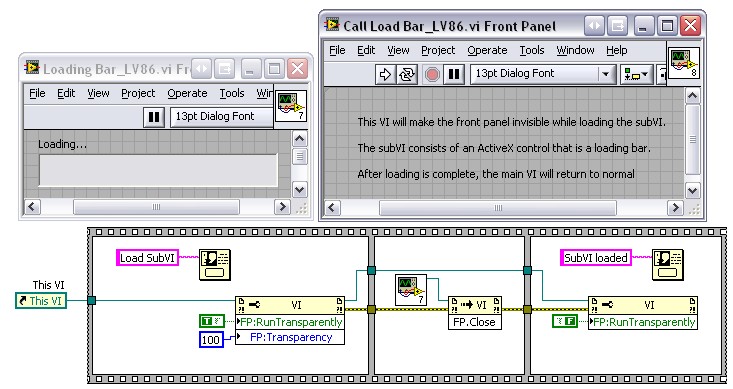 Loading Bar_LV86.vi Fr
File Edit View Project Operate Tools Win
13pt Dialog Font
7
Loading...
Call Load Bar_LV86.vi Front Panel
File Edit View Project Operate Tools Window Help
13pt Dialog Font
8
This VI will make the front panel invisible while loading the subVI.
The subVI consists of an ActiveX control that is a loading bar.
After loading is complete, the main VI will return to normal
Load SubVI
SubVI loaded
This VI
This VI
VI
T
FP:RunTransparently
100
FP:Transparency
7
VI
FP.Close
VI
F
FP:RunTransparently